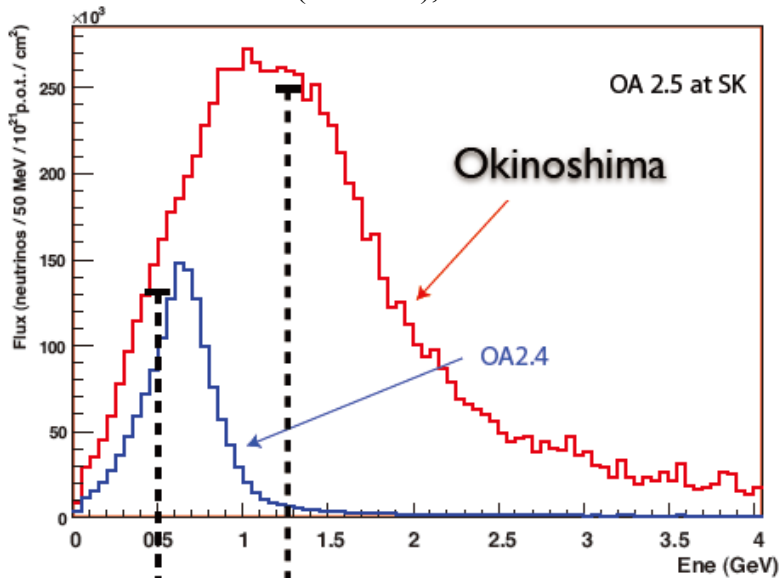 ×10³
OA 2.5 at SK
Okinoshima
OA2.4
Flux (neutrinos / 50 MeV / 10²¹p.o.t. / cm²)
250
200
150
100
50
0
0 0.5 1 1.5 2 2.5 3 3.5 4
Ene (GeV)